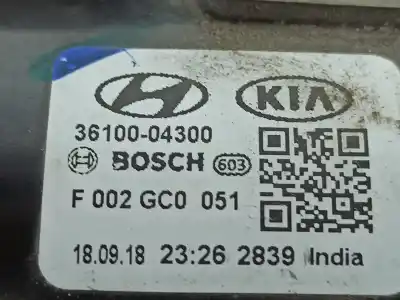 KIA
36100-04300
BOSCH 603
F 002 GC0 051
18.09.18 23:26 2839 India